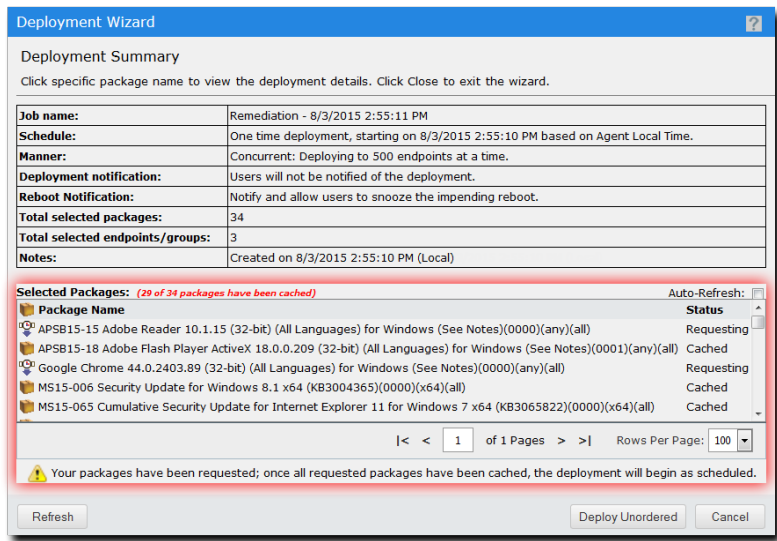 Deployment Wizard
?
Deployment Summary
Click specific package name to view the deployment details. Click Close to exit the wizard.
Job name: Remediation - 8/3/2015 2:55:11 PM
Schedule: One time deployment, starting on 8/3/2015 2:55:10 PM based on Agent Local Time.
Manner: Concurrent: Deploying to 500 endpoints at a time.
Deployment notification: Users will not be notified of the deployment.
Reboot Notification: Notify and allow users to snooze the impending reboot.
Total selected packages: 34
Total selected endpoints/groups: 3
Notes: Created on 8/3/2015 2:55:10 PM (Local)
Selected Packages: (29 of 34 packages have been cached) Auto-Refresh:
Package Name Status
APSB15-15 Adobe Reader 10.1.15 (32-bit) (All Languages) for Windows (See Notes)(0000)(any)(all) Requesting
APSB15-18 Adobe Flash Player ActiveX 18.0.0.209 (32-bit) (All Languages) for Windows (See Notes)(0001)(any)(all) Cached
Google Chrome 44.0.2403.89 (32-bit) (All Languages) for Windows (See Notes)(0000)(any)(all) Requesting
MS15-006 Security Update for Windows 8.1 x64 (KB3004365)(0000)(x64)(all) Cached
MS15-065 Cumulative Security Update for Internet Explorer 11 for Windows 7 x64 (KB3065822)(0000)(x64)(all) Cached
|< < 1 of 1 Pages > >| Rows Per Page: 100
Your packages have been requested; once all requested packages have been cached, the deployment will begin as scheduled.
Refresh Deploy Unordered Cancel